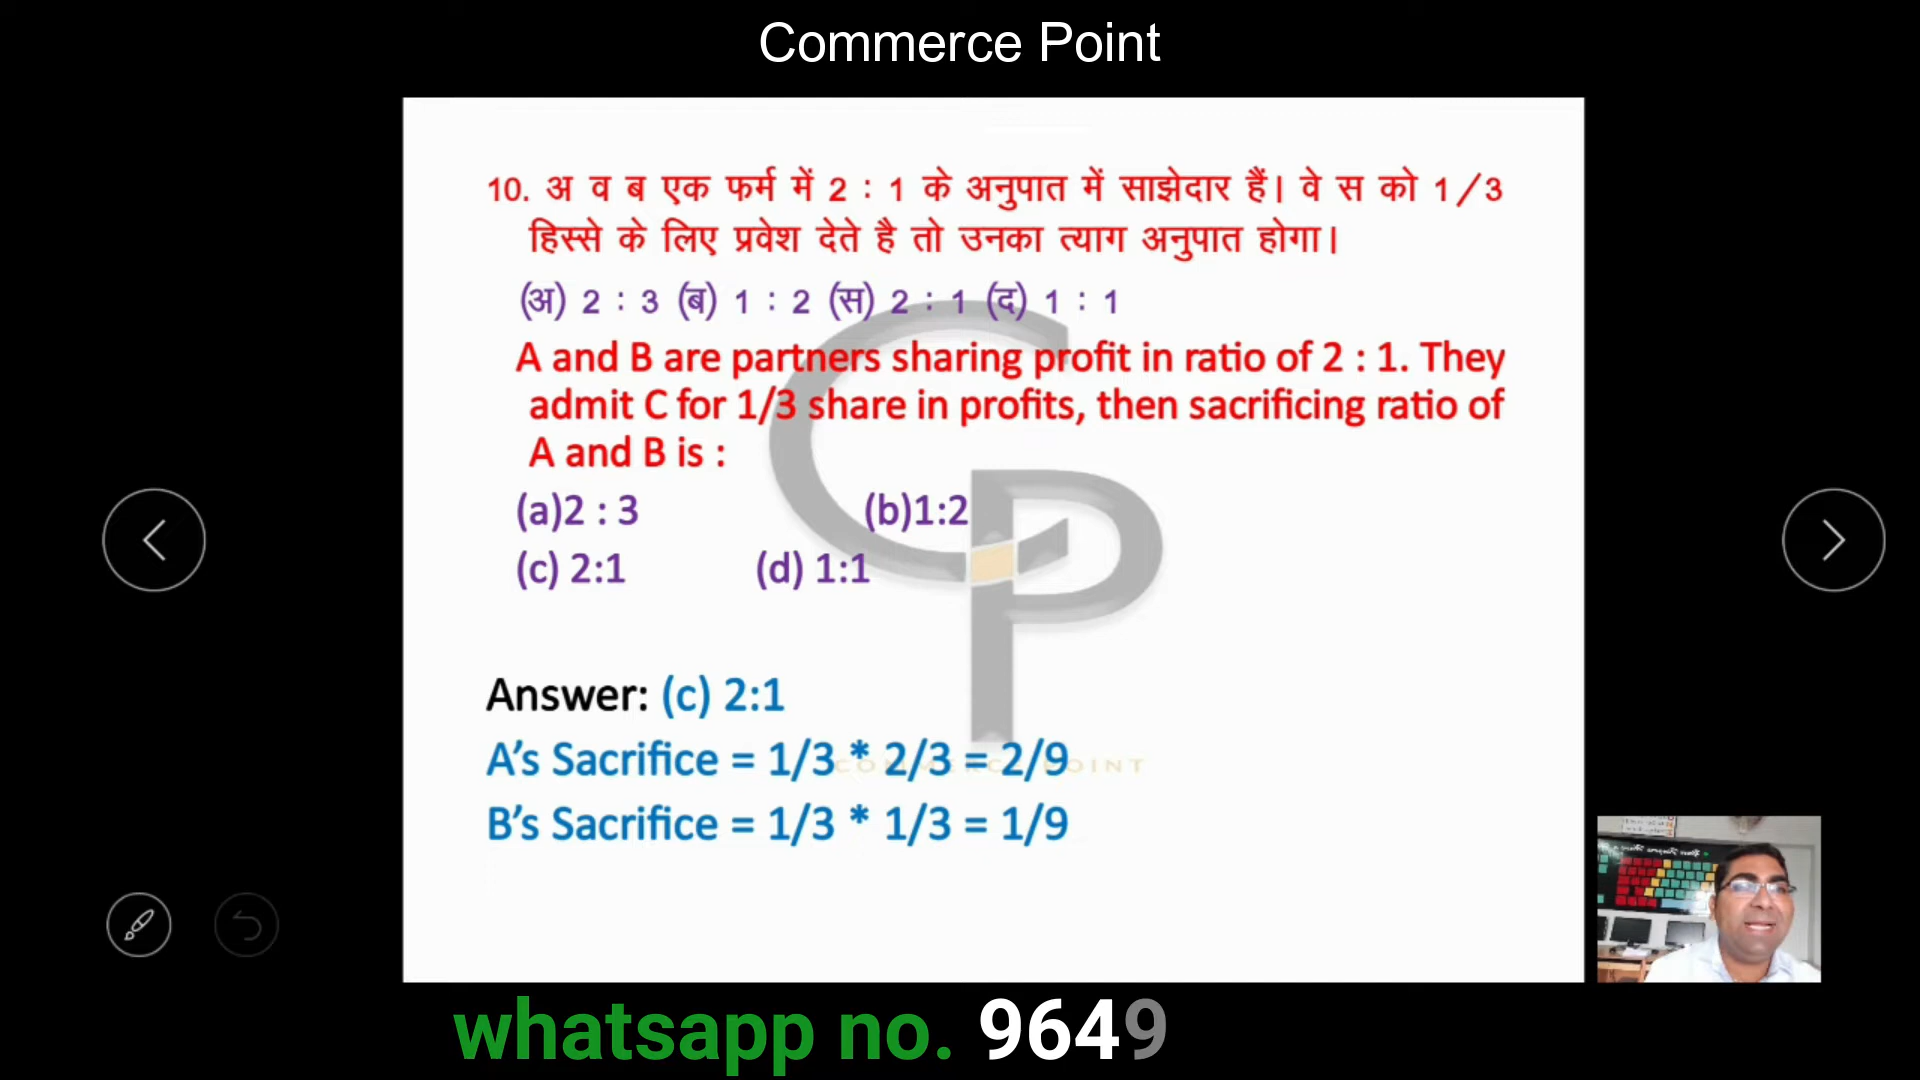 Commerce Point
10. अ व ब एक फर्म में 2 : 1 के अनुपात में साझेदार हैं। वे स को 1/3
हिस्से के लिए प्रवेश देते है तो उनका त्याग अनुपात होगा।
(अ) 2 : 3 (ब) 1 : 2 (स) 2 : 1 (द) 1 : 1
A and B are partners sharing profit in ratio of 2 : 1. They
admit C for 1/3 share in profits, then sacrificing ratio of
A and B is :
(a)2 : 3 (b)1:2
(c) 2:1 (d) 1:1
Answer: (c) 2:1
A’s Sacrifice = 1/3 * 2/3 = 2/9
COMMERCE POINT
B’s Sacrifice = 1/3 * 1/3 = 1/9
whatsapp no. 9649